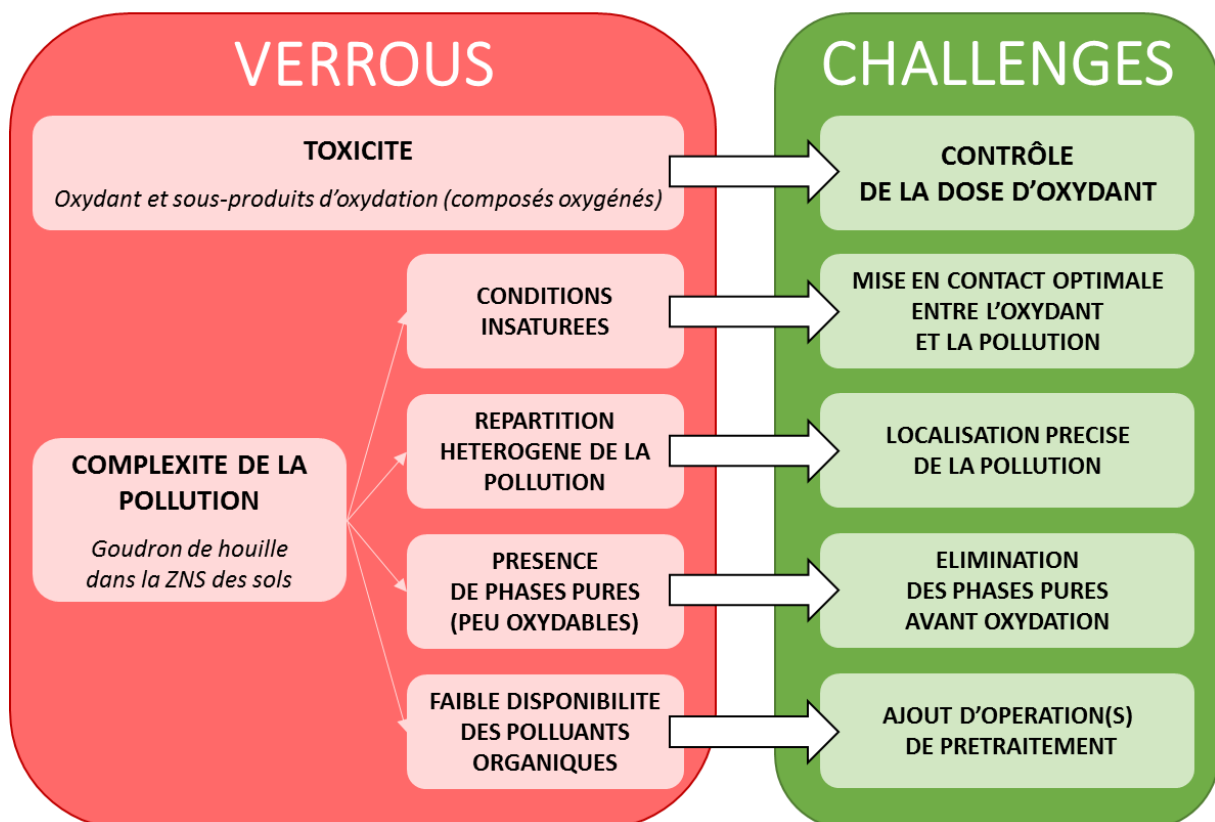 VERROUS
TOXICITE
Oxydant et sous-produits d’oxydation (composés oxygénés)
COMPLEXITE DE LA
POLLUTION
Goudron de houille
dans la ZNS des sols
CONDITIONS
INSATUREES
REPARTITION
HETEROGENE DE LA
POLLUTION
PRESENCE
DE PHASES PURES
(PEU OXYDABLES)
FAIBLE DISPONIBILITE
DES POLLUANTS
ORGANIQUES
CHALLENGES
CONTRÔLE
DE LA DOSE D’OXYDANT
MISE EN CONTACT OPTIMALE
ENTRE L’OXYDANT
ET LA POLLUTION
LOCALISATION PRECISE
DE LA POLLUTION
ELIMINATION
DES PHASES PURES
AVANT OXYDATION
AJOUT D’OPERATION(S)
DE PRETRAITEMENT